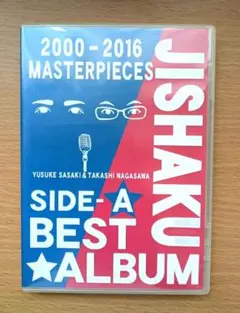 2000-2016
MASTERPIECES
YUSUKE SASAKI & TAKASHI NAGASAWA
SIDE-A
BEST
★ALBUM
JISHAKU